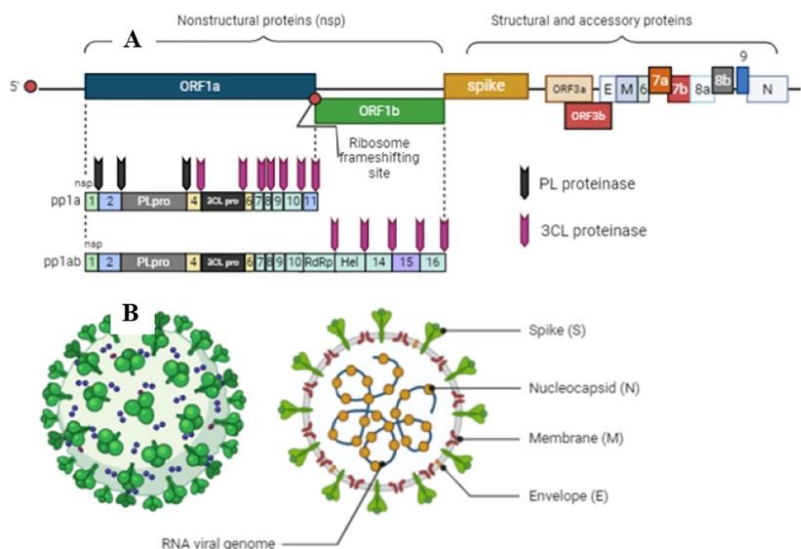 Nonstructural proteins (nsp)
Structural and accessory proteins
A
9
5'
ORF1a
spike
ORF3a
E
M
6
7a
7b
8a
8b
N
ORF1b
ORF3b
Ribosome
frameshifting
site
nsp
pp1a
1 2 PLpro 4 3CL pro 6 7 8 9 10 11
PL proteinase
3CL proteinase
nsp
pp1ab
1 2 PLpro 4 3CL pro 6 7 8 9 10 RdRp Hel 14 15 16
B
Spike (S)
Nucleocapsid (N)
Membrane (M)
Envelope (E)
RNA viral genome